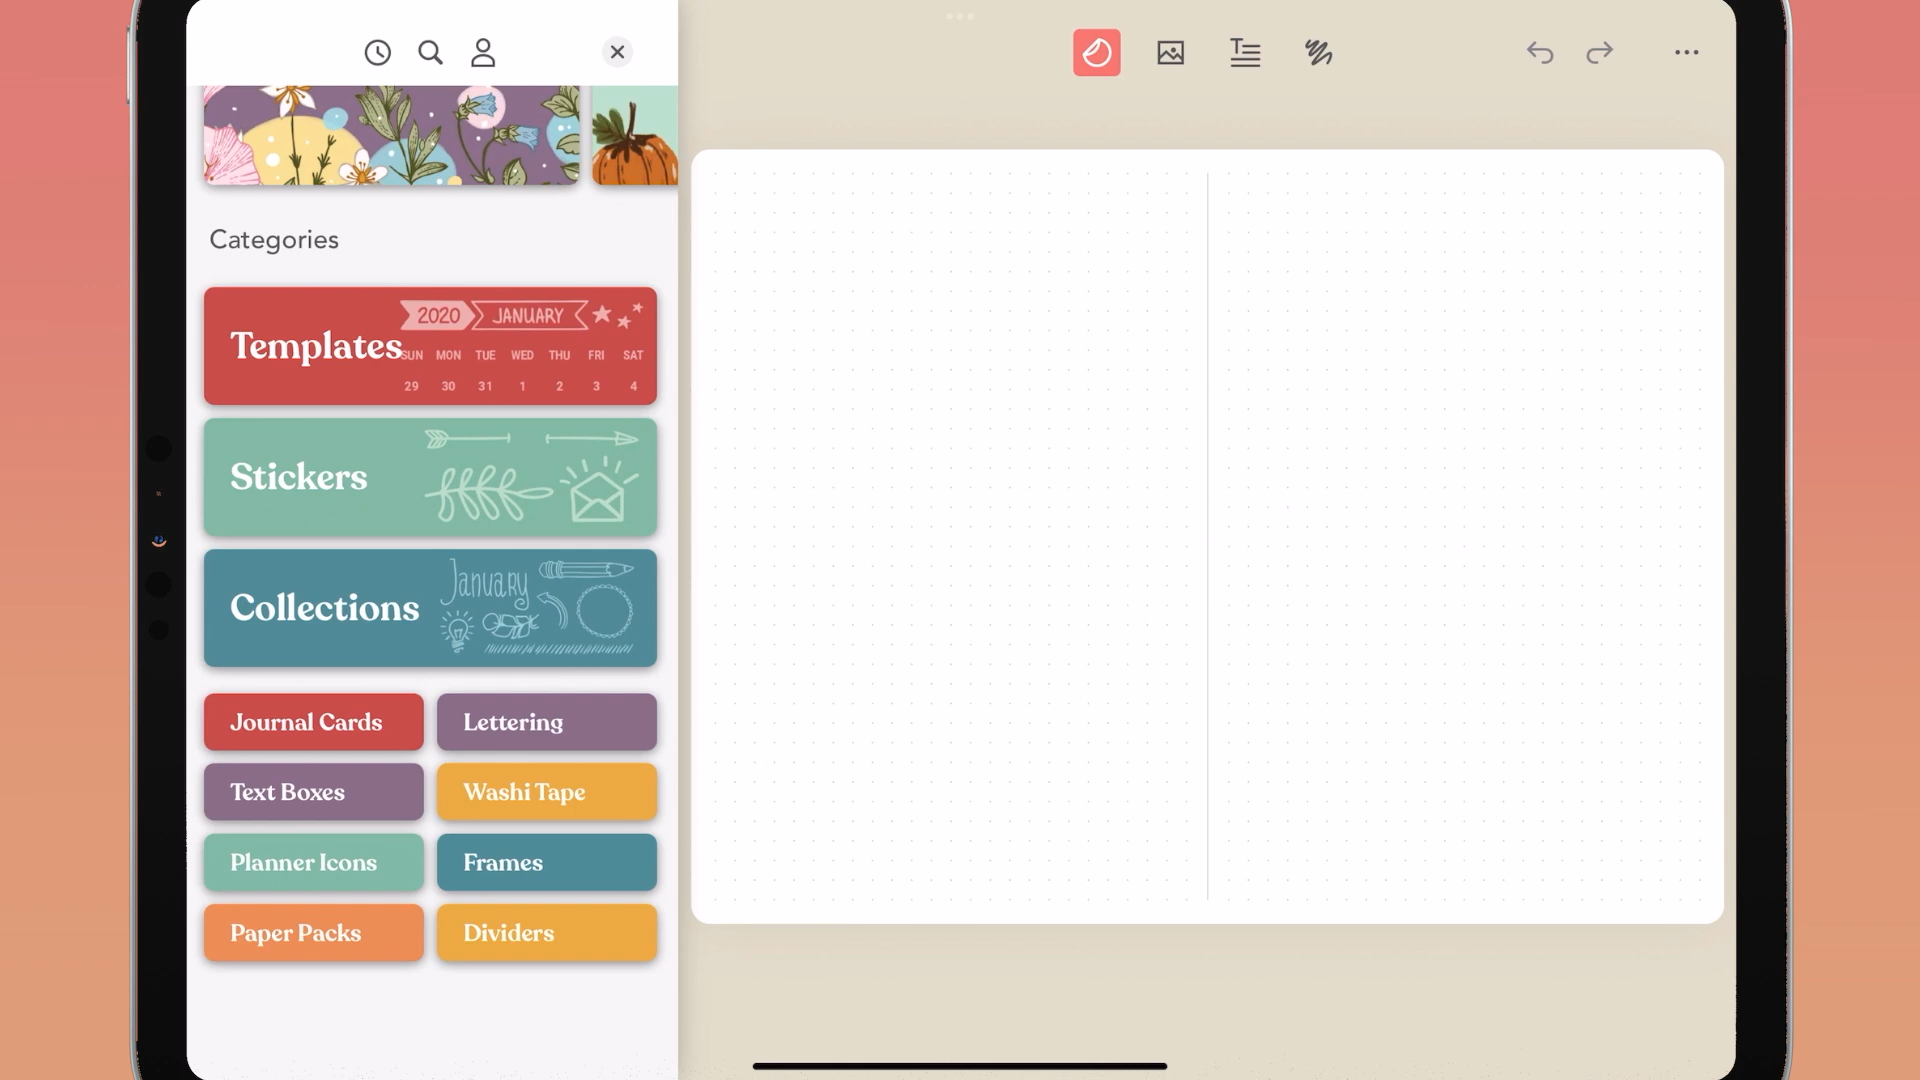 Categories
Templates
2020 JANUARY
SUN MON TUE WED THU FRI SAT
29 30 31 1 2 3 4
Stickers
Collections
January
Journal Cards
Lettering
Text Boxes
Washi Tape
Planner Icons
Frames
Paper Packs
Dividers